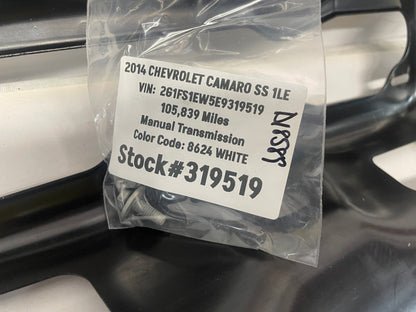 2014 CHEVROLET CAMARO SS 1LE
VIN: 2G1FS1EW5E9319519
105,839 Miles
Manual Transmission
Color Code: 8624 WHITE
Stock#319519